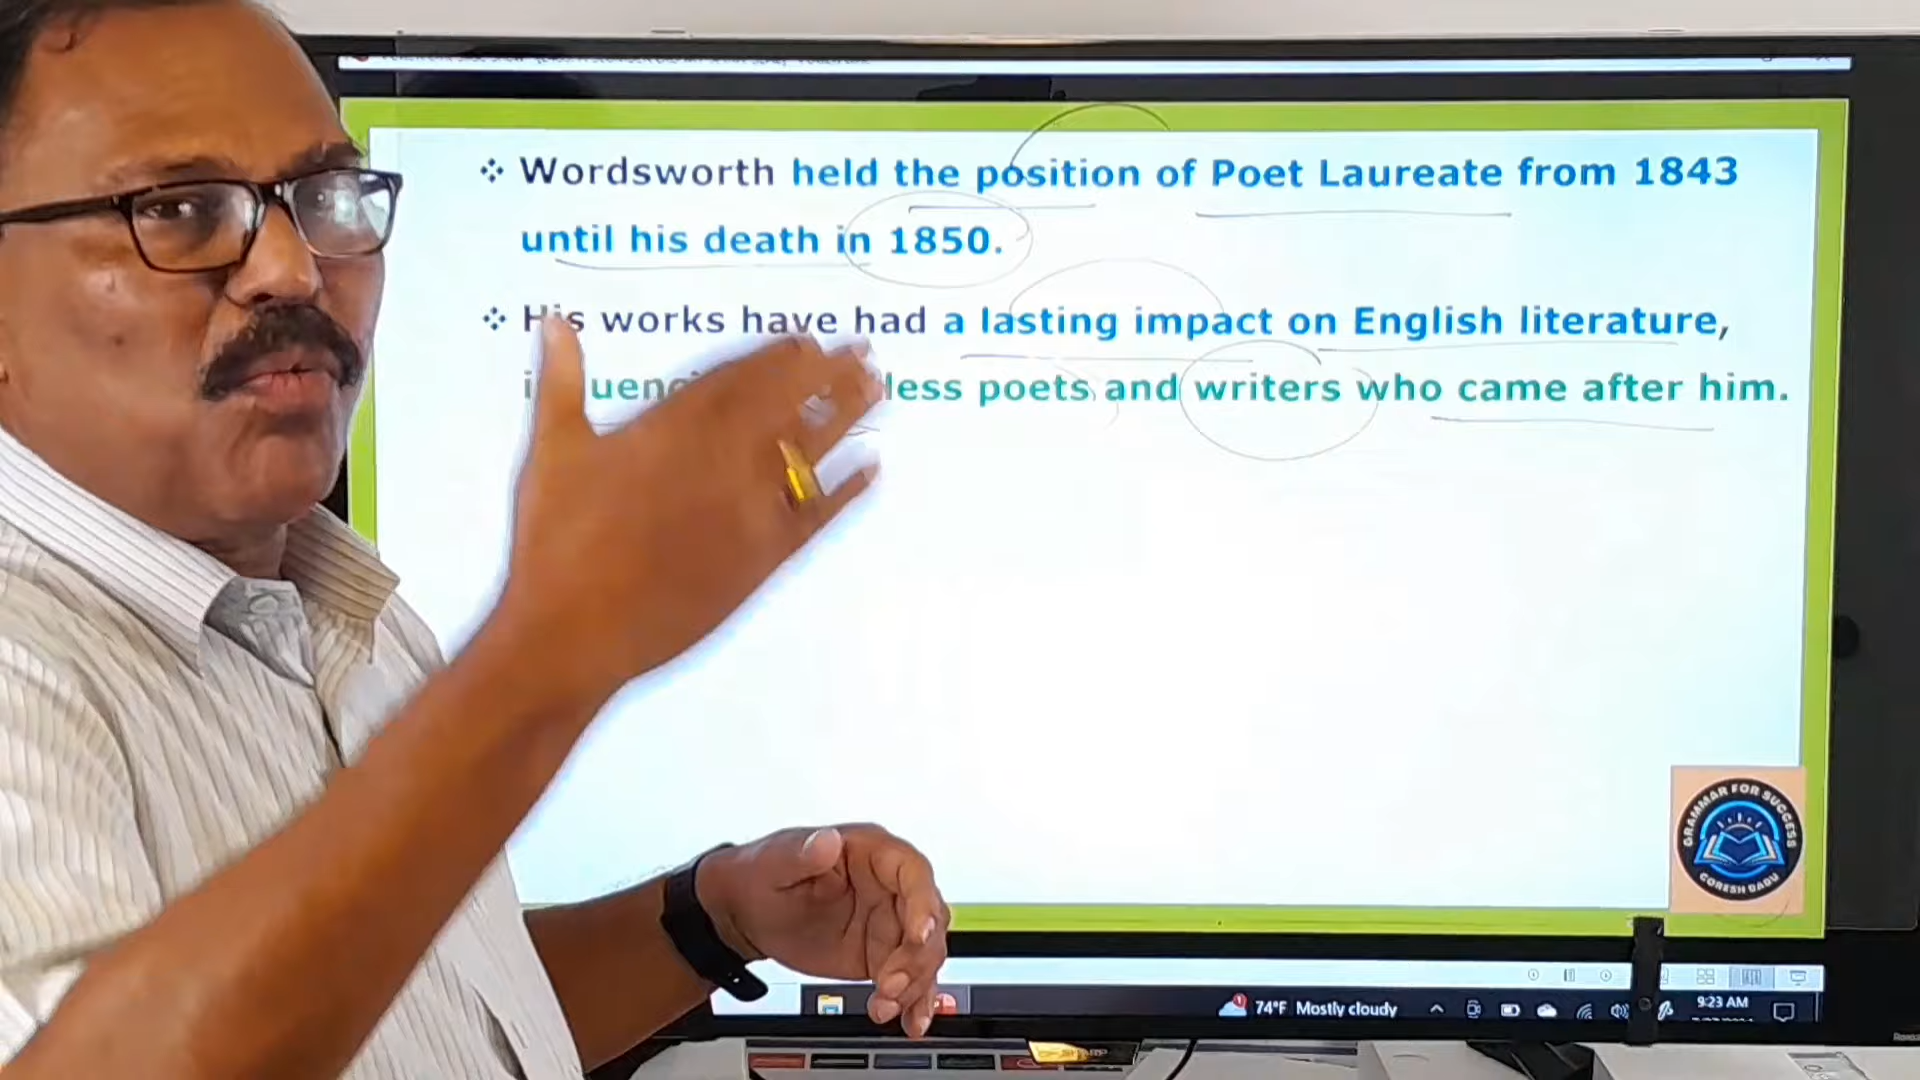 ❖ Wordsworth held the position of Poet Laureate from 1843
until his death in 1850.
❖ His works have had a lasting impact on English literature,
less poets and writers who came after him.
GRAMMAR FOR SUCCESS
74°F Mostly cloudy
9:23 AM